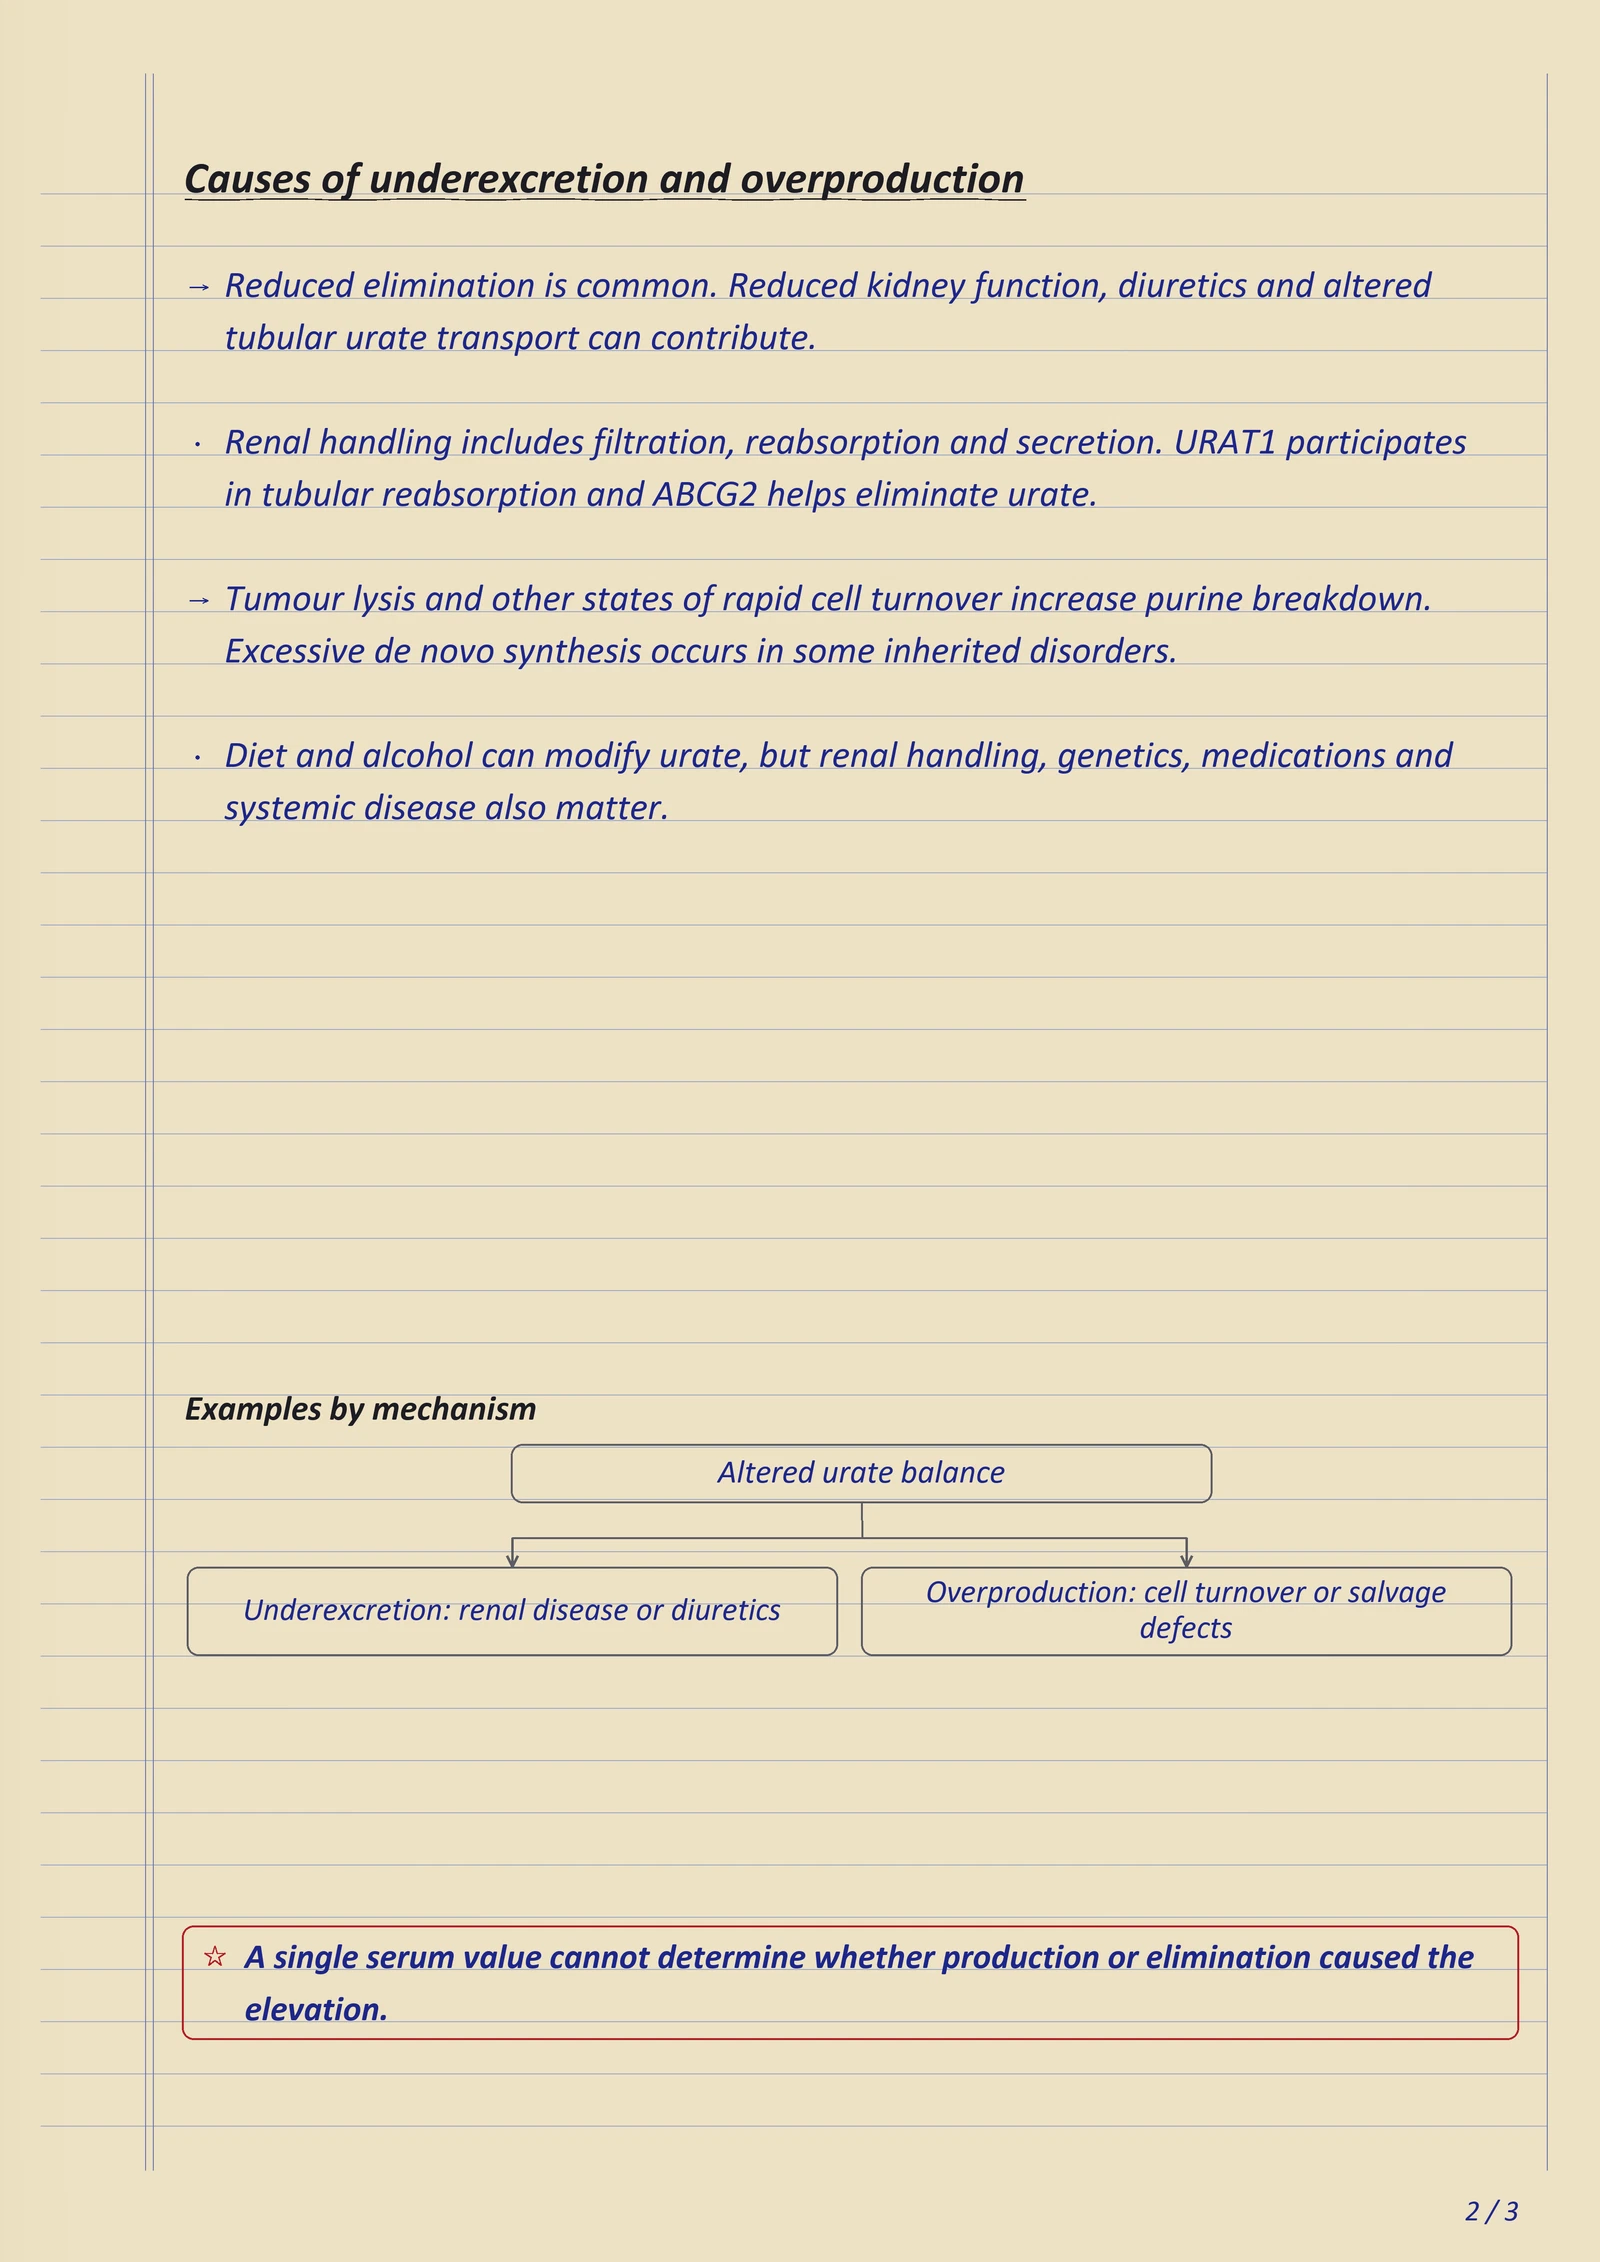 Causes of underexcretion and overproduction
→ Reduced elimination is common. Reduced kidney function, diuretics and altered
tubular urate transport can contribute.
· Renal handling includes filtration, reabsorption and secretion. URAT1 participates
in tubular reabsorption and ABCG2 helps eliminate urate.
→ Tumour lysis and other states of rapid cell turnover increase purine breakdown.
Excessive de novo synthesis occurs in some inherited disorders.
· Diet and alcohol can modify urate, but renal handling, genetics, medications and
systemic disease also matter.
Examples by mechanism
Altered urate balance
Underexcretion: renal disease or diuretics
Overproduction: cell turnover or salvage
defects
☆ A single serum value cannot determine whether production or elimination caused the
elevation.
2 / 3